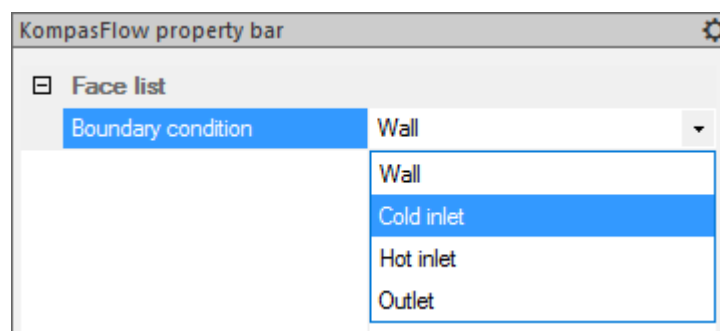 KompasFlow property bar
Face list
Boundary condition Wall
Wall
Cold inlet
Hot inlet
Outlet